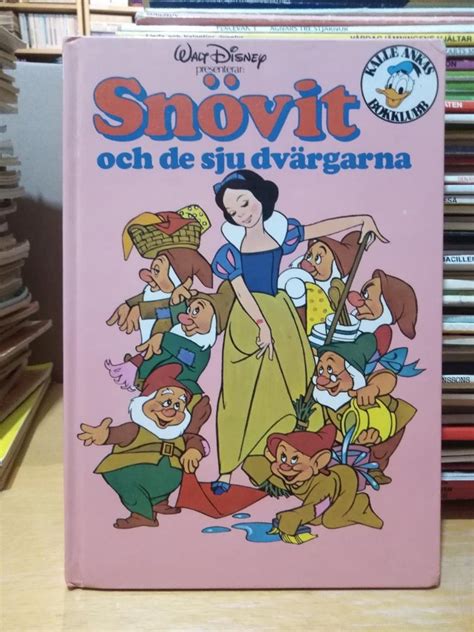 WALT DISNEY
presenterar:
Snövit
och de sju dvärgarna
KALLE ANKAS
BOKKLUBB